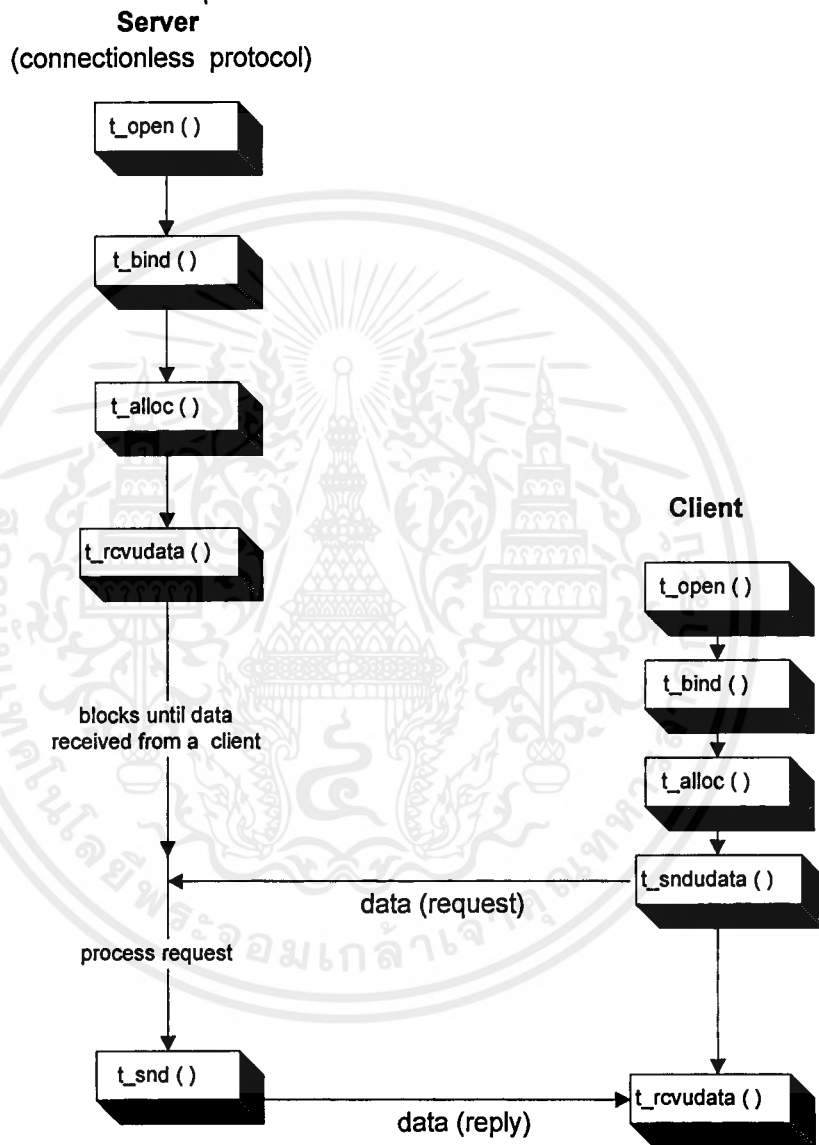 Server
(connectionless protocol)
t_open ( )
t_bind ( )
t_alloc ( )
t_rcvudata ( )
blocks until data
received from a client
process request
t_snd ( )
Client
t_open ( )
t_bind ( )
t_alloc ( )
t_sndudata ( )
data (request)
t_rcvudata ( )
data (reply)